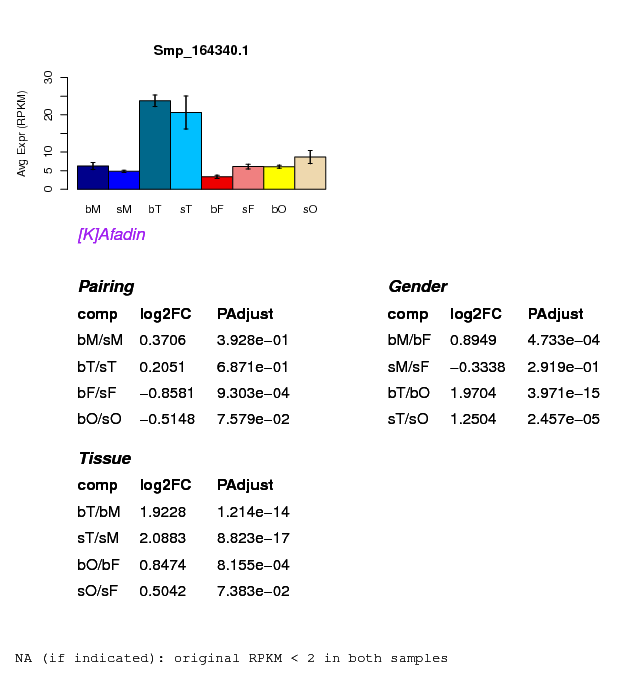 Smp_164340.1
Avg Expr (RPKM)
30
20
10
5
0
bM sM bT sT bF sF bO sO
[K]Afadin
Pairing
comp log2FC PAdjust
bM/sM 0.3706 3.928e−01
bT/sT 0.2051 6.871e−01
bF/sF −0.8581 9.303e−04
bO/sO −0.5148 7.579e−02
Gender
comp log2FC PAdjust
bM/bF 0.8949 4.733e−04
sM/sF −0.3338 2.919e−01
bT/bO 1.9704 3.971e−15
sT/sO 1.2504 2.457e−05
Tissue
comp log2FC PAdjust
bT/bM 1.9228 1.214e−14
sT/sM 2.0883 8.823e−17
bO/bF 0.8474 8.155e−04
sO/sF 0.5042 7.383e−02
NA (if indicated): original RPKM < 2 in both samples